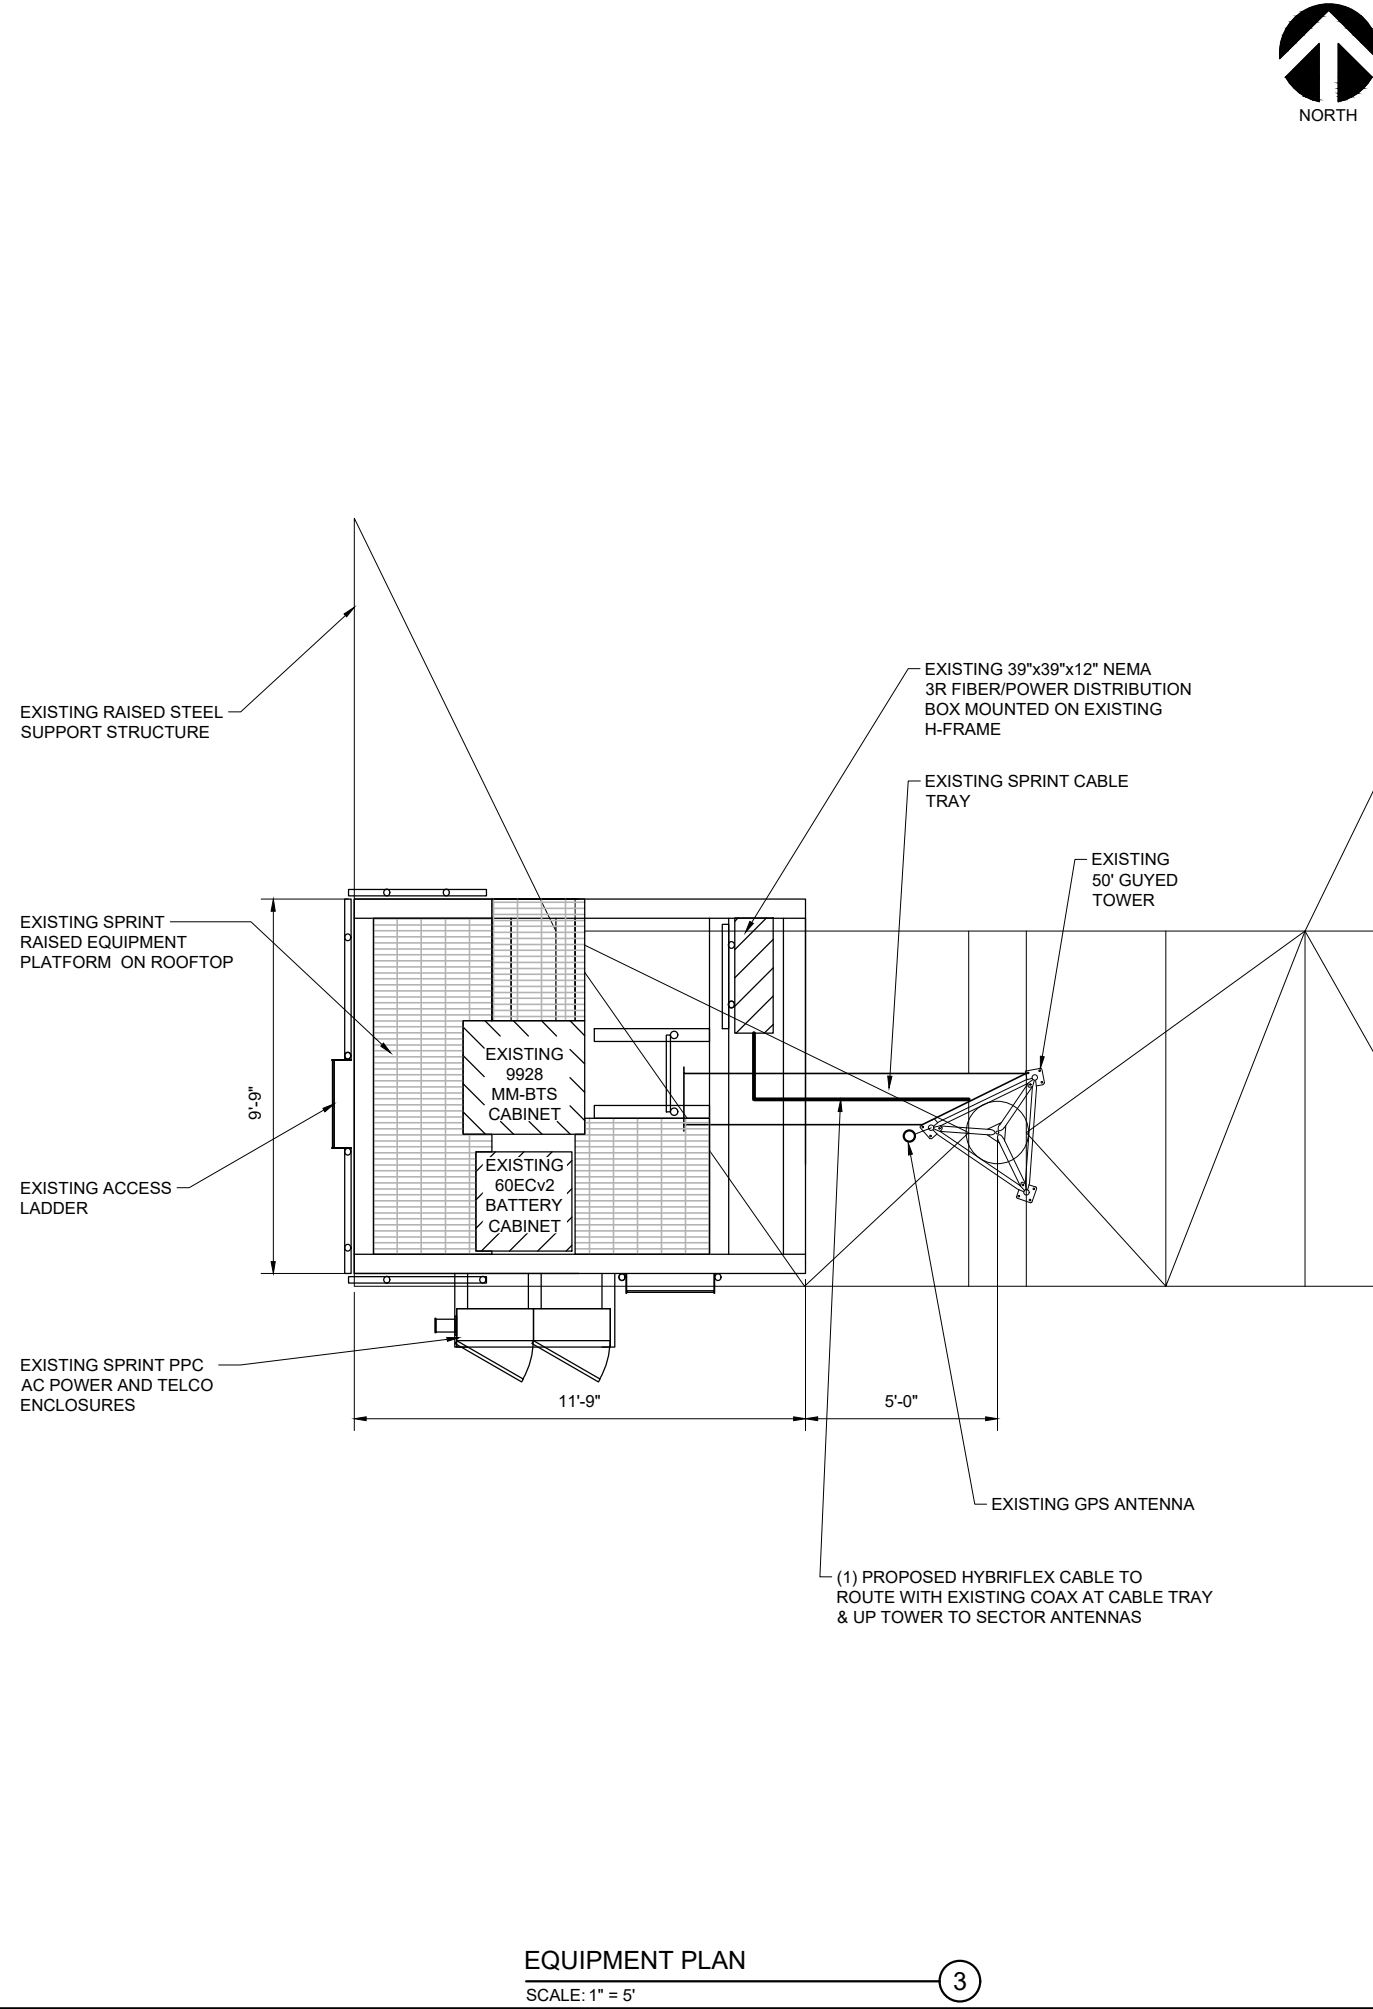 NORTH
EXISTING 39"x39"x12" NEMA
3R FIBER/POWER DISTRIBUTION
BOX MOUNTED ON EXISTING
H-FRAME
EXISTING RAISED STEEL
SUPPORT STRUCTURE
EXISTING SPRINT CABLE
TRAY
EXISTING
50' GUYED
TOWER
EXISTING SPRINT
RAISED EQUIPMENT
PLATFORM ON ROOFTOP
EXISTING
9928
MM-BTS
CABINET
9'-9"
EXISTING
60ECv2
BATTERY
CABINET
EXISTING ACCESS
LADDER
EXISTING SPRINT PPC
AC POWER AND TELCO
ENCLOSURES
11'-9"
5'-0"
EXISTING GPS ANTENNA
(1) PROPOSED HYBRIFLEX CABLE TO
ROUTE WITH EXISTING COAX AT CABLE TRAY
& UP TOWER TO SECTOR ANTENNAS
EQUIPMENT PLAN
3
SCALE: 1" = 5'